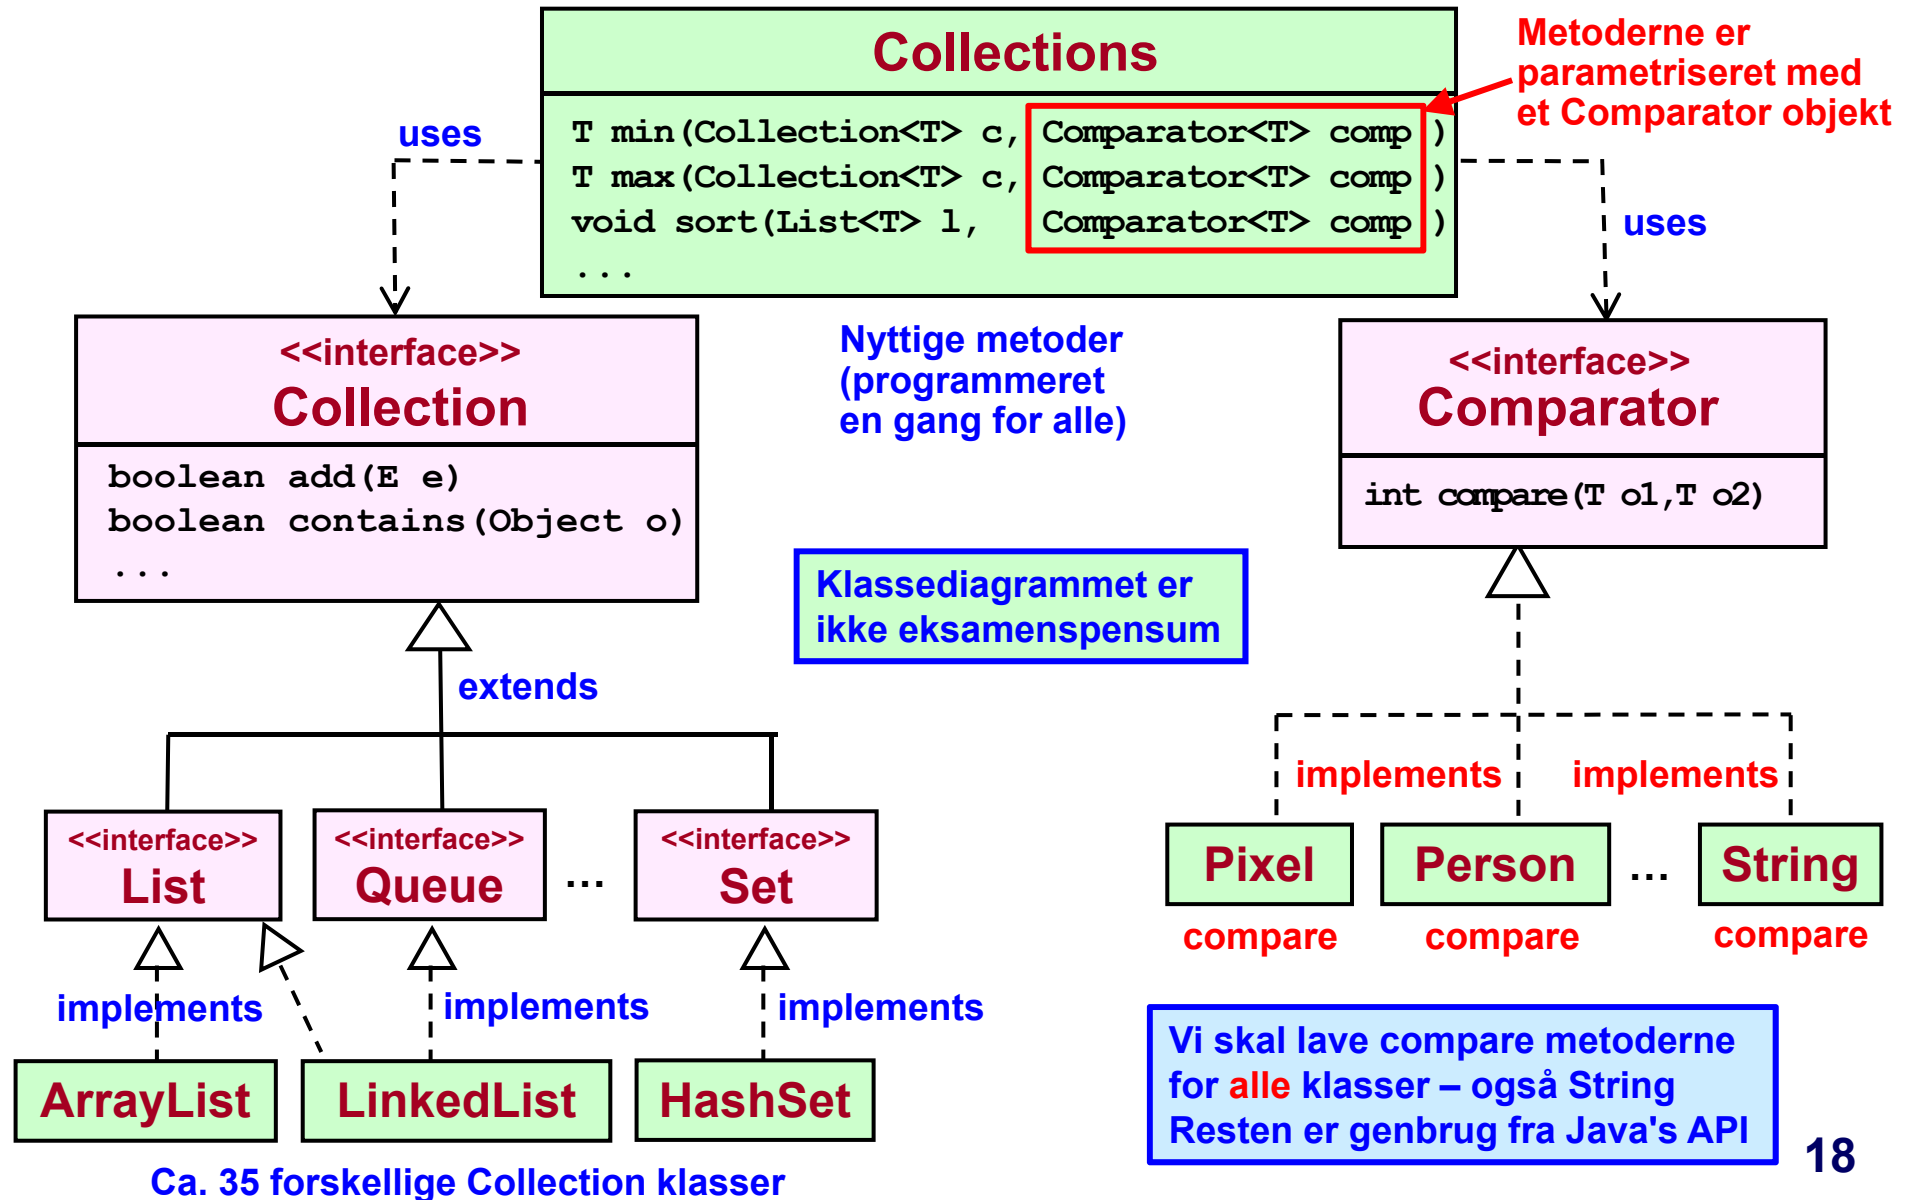 Collections
T min(Collection<T> c, Comparator<T> comp )
T max(Collection<T> c, Comparator<T> comp )
void sort(List<T> l, Comparator<T> comp )
...
Metoderne er
parametriseret med
et Comparator objekt
uses
uses
<<interface>>
Collection
boolean add(E e)
boolean contains(Object o)
...
Nyttige metoder
(programmeret
en gang for alle)
<<interface>>
Comparator
int compare(T o1,T o2)
Klassediagrammet er
ikke eksamenspensum
extends
implements
implements
<<interface>>
List
<<interface>>
Queue
...
<<interface>>
Set
Pixel
Person
...
String
compare
compare
compare
implements
implements
implements
ArrayList
LinkedList
HashSet
Vi skal lave compare metoderne
for alle klasser – også String
Resten er genbrug fra Java's API
18
Ca. 35 forskellige Collection klasser